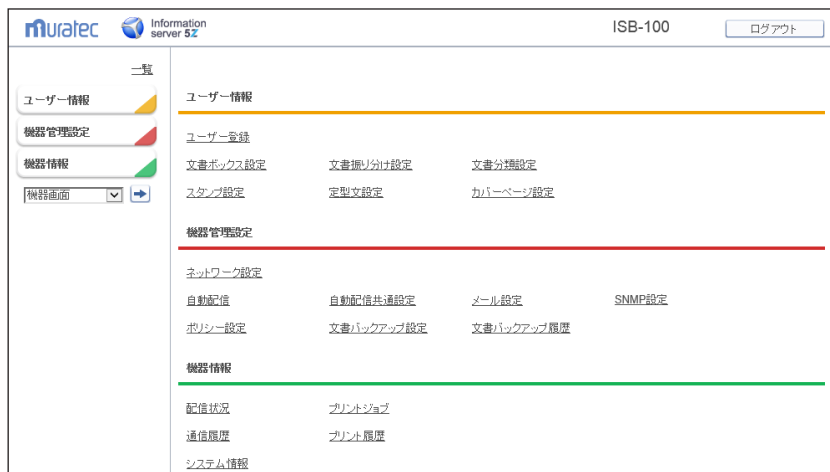 muratec Information server 5Z ISB-100 ログアウト
一覧
ユーザー情報
機器管理設定
機器情報
機器画面
ユーザー情報
ユーザー登録
文書ボックス設定 文書振り分け設定 文書分類設定
スタンプ設定 定型文設定 カバーページ設定
機器管理設定
ネットワーク設定
自動配信 自動配信共通設定 メール設定 SNMP設定
ポリシー設定 文書バックアップ設定 文書バックアップ履歴
機器情報
配信状況 プリントジョブ
通信履歴 プリント履歴
システム情報